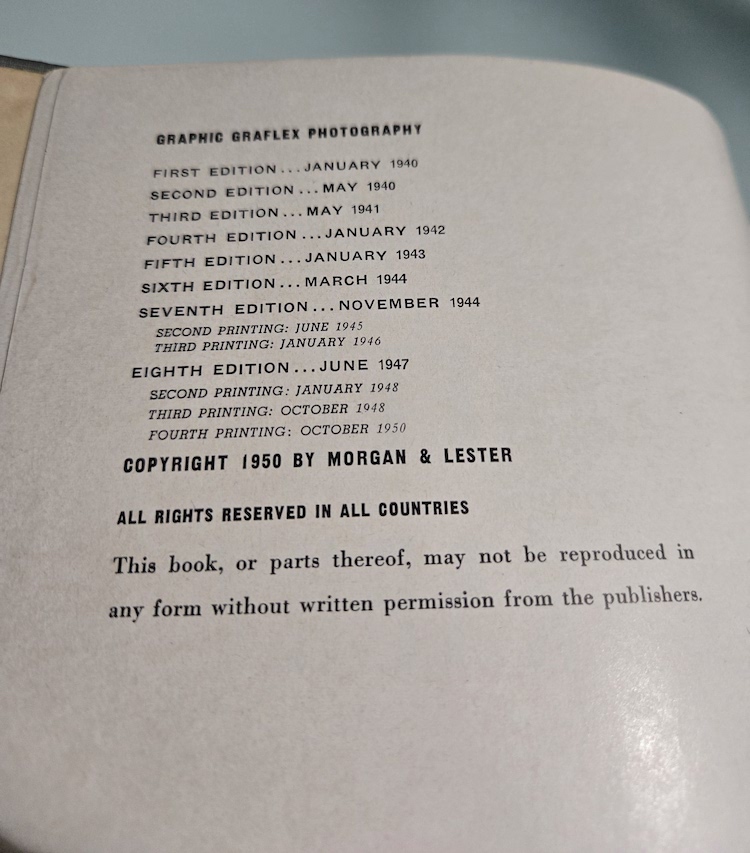 GRAPHIC GRAFLEX PHOTOGRAPHY
FIRST EDITION...JANUARY 1940
SECOND EDITION...MAY 1940
THIRD EDITION...MAY 1941
FOURTH EDITION...JANUARY 1942
FIFTH EDITION...JANUARY 1943
SIXTH EDITION...MARCH 1944
SEVENTH EDITION...NOVEMBER 1944
SECOND PRINTING: JUNE 1945
THIRD PRINTING: JANUARY 1946
EIGHTH EDITION...JUNE 1947
SECOND PRINTING: JANUARY 1948
THIRD PRINTING: OCTOBER 1948
FOURTH PRINTING: OCTOBER 1950
COPYRIGHT 1950 BY MORGAN & LESTER
ALL RIGHTS RESERVED IN ALL COUNTRIES
This book, or parts thereof, may not be reproduced in
any form without written permission from the publishers.